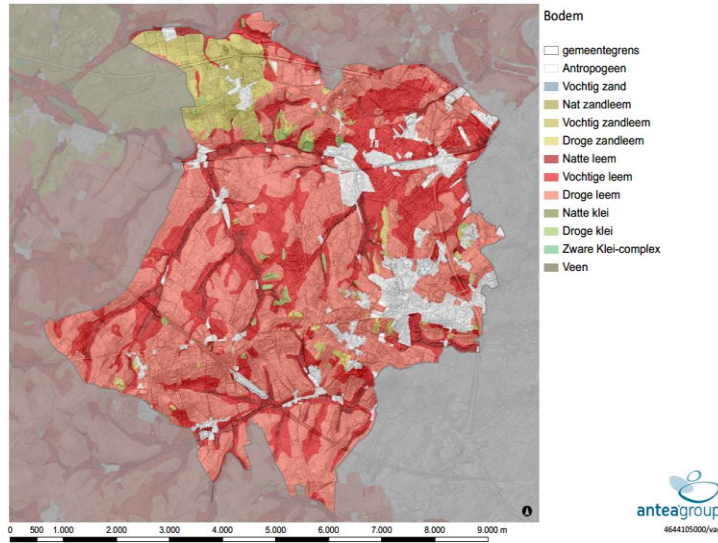 Bodem
gemeentegrens
Antropogeen
Vochtig zand
Nat zandleem
Vochtig zandleem
Droge zandleem
Natte leem
Vochtige leem
Droge leem
Natte klei
Droge klei
Zware Klei-complex
Veen
anteagroup
4644105000/vao
0 500 1.000 2.000 3.000 4.000 5.000 6.000 7.000 8.000 9.000 m